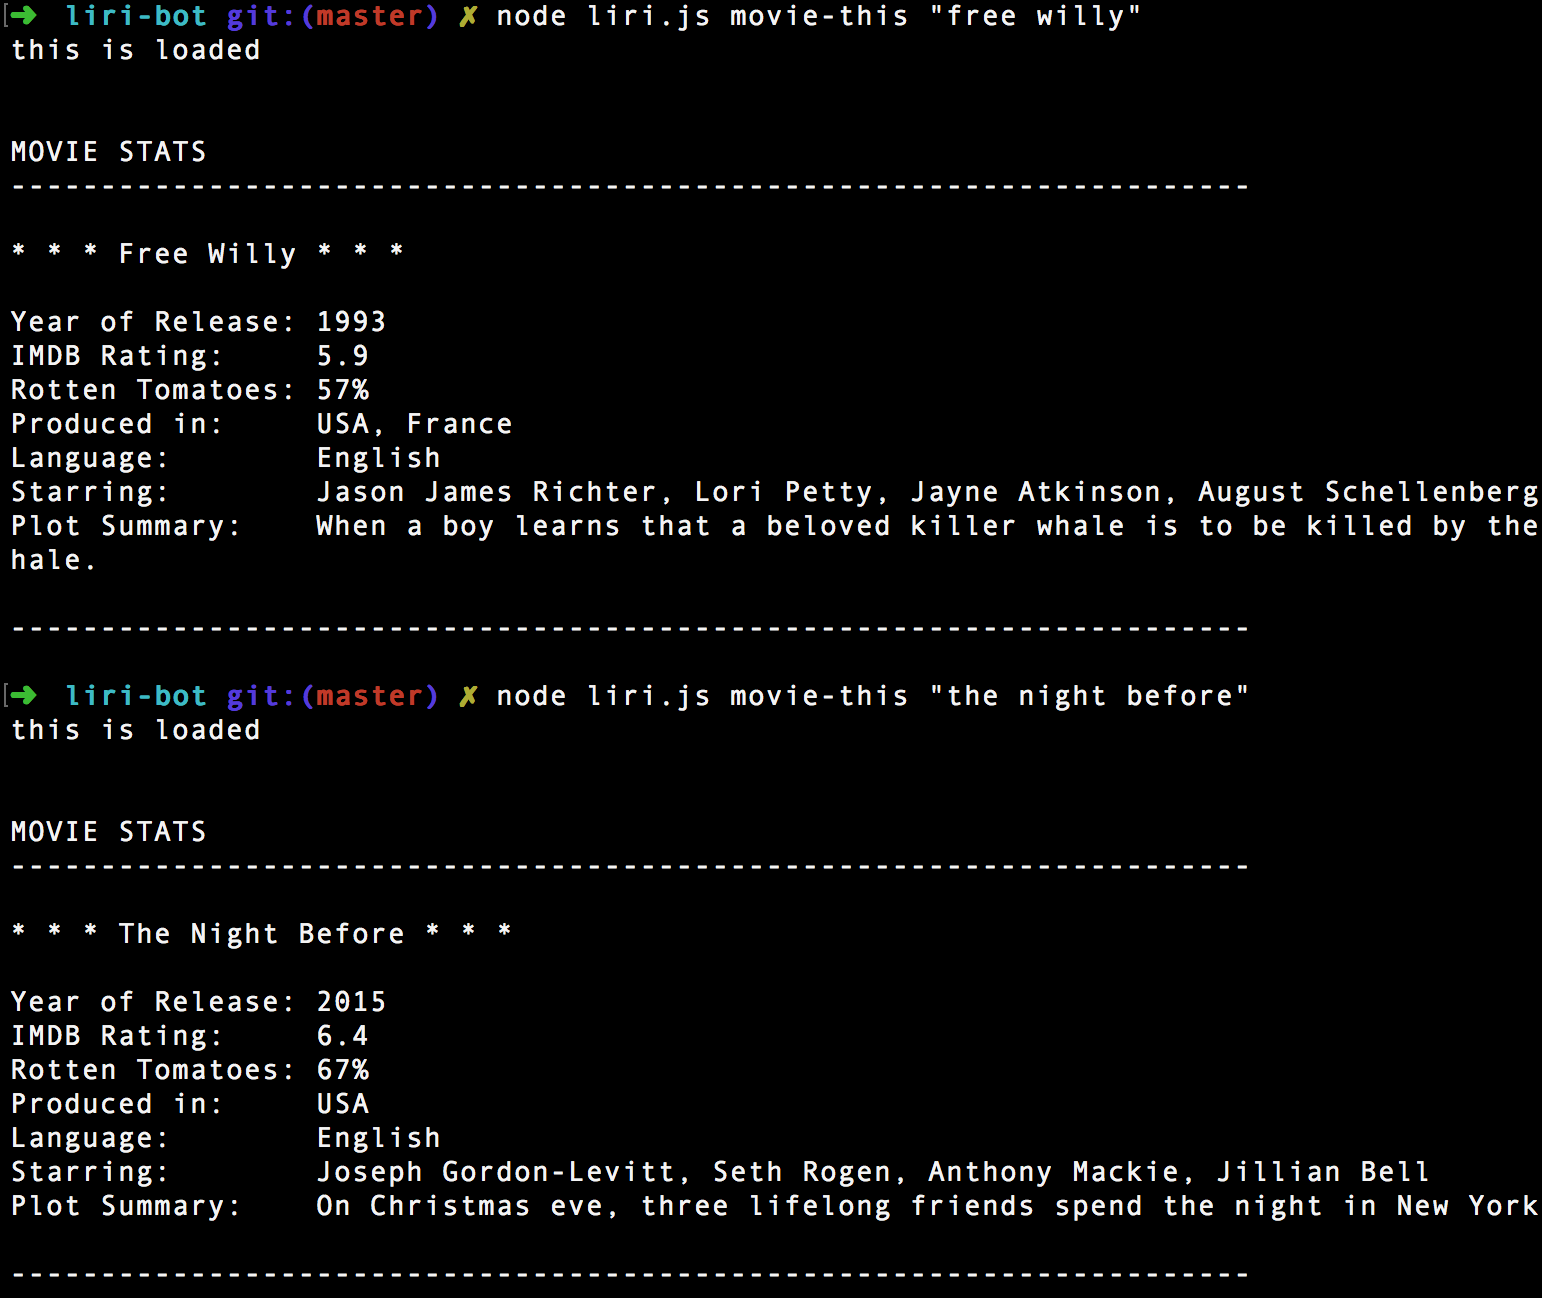 ➜ liri-bot git:(master) ✗ node liri.js movie-this "free willy"
this is loaded
MOVIE STATS
---------------------------------------------------------------------
* * * Free Willy * * *
Year of Release: 1993
IMDB Rating: 5.9
Rotten Tomatoes: 57%
Produced in: USA, France
Language: English
Starring: Jason James Richter, Lori Petty, Jayne Atkinson, August Schellenberg
Plot Summary: When a boy learns that a beloved killer whale is to be killed by the
hale.
---------------------------------------------------------------------
➜ liri-bot git:(master) ✗ node liri.js movie-this "the night before"
this is loaded
MOVIE STATS
---------------------------------------------------------------------
* * * The Night Before * * *
Year of Release: 2015
IMDB Rating: 6.4
Rotten Tomatoes: 67%
Produced in: USA
Language: English
Starring: Joseph Gordon-Levitt, Seth Rogen, Anthony Mackie, Jillian Bell
Plot Summary: On Christmas eve, three lifelong friends spend the night in New York
---------------------------------------------------------------------